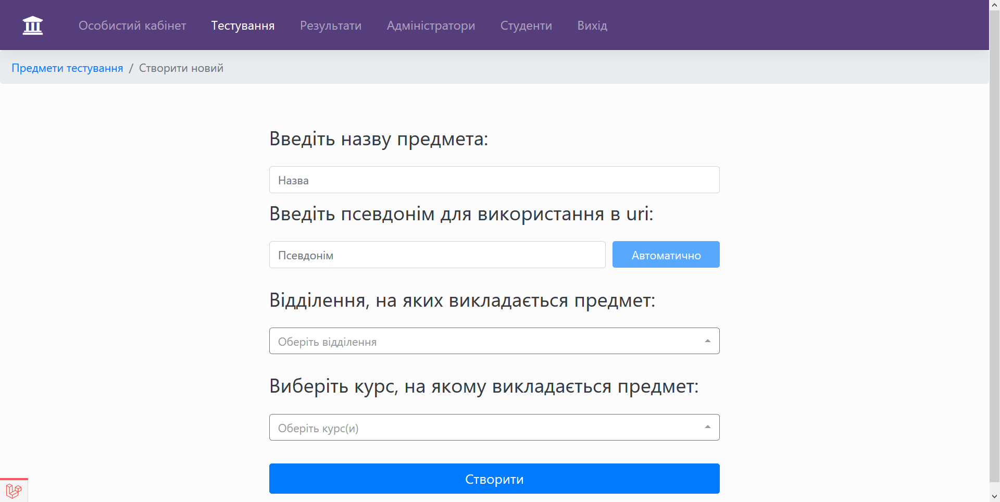 Особистий кабінет Тестування Результати Адміністратори Студенти Вихід
Предмети тестування / Створити новий
Введіть назву предмета:
Назва
Введіть псевдонім для використання в uri:
Псевдонім Автоматично
Відділення, на яких викладається предмет:
Оберіть відділення
Виберіть курс, на якому викладається предмет:
Оберіть курс(и)
Створити